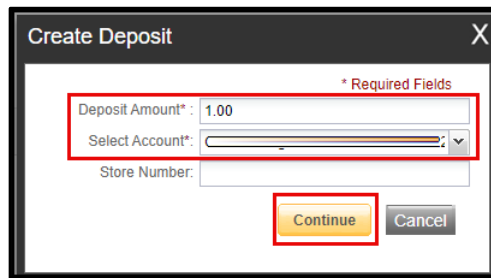 Create Deposit X
* Required Fields
Deposit Amount* : 1.00
Select Account*:
Store Number:
Continue Cancel